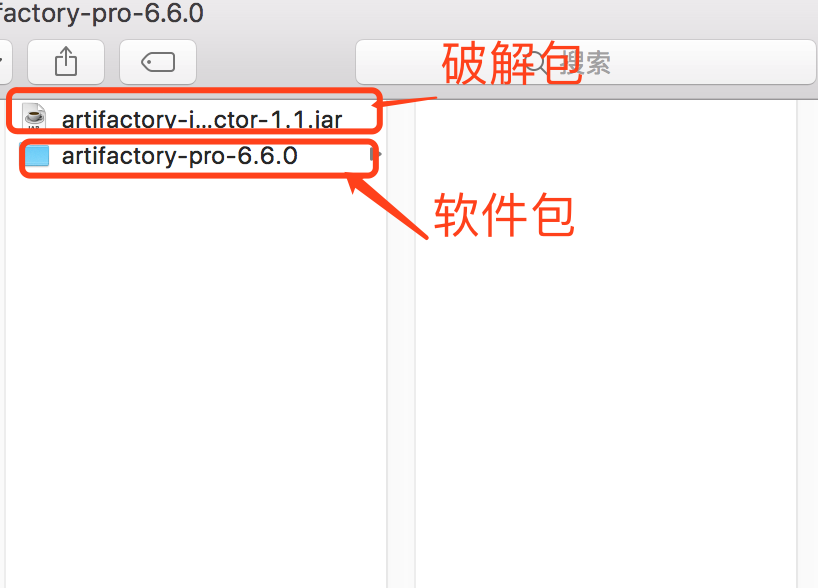 factory-pro-6.6.0
破解包
搜索
artifactory-i...ctor-1.1.jar
artifactory-pro-6.6.0
软件包